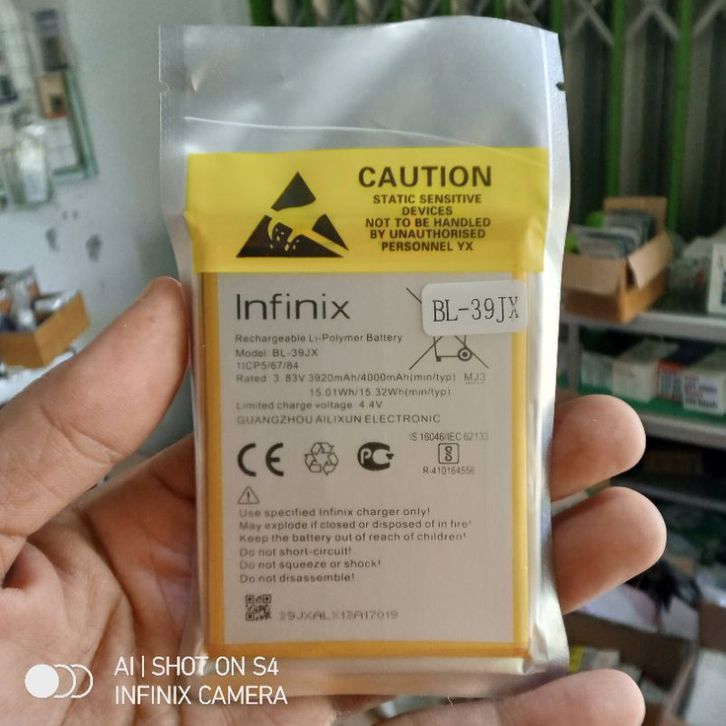 CAUTION
STATIC SENSITIVE
DEVICES
NOT TO BE HANDLED
BY UNAUTHORISED
PERSONNEL YX
Infinix
BL-39JX
Rechargeable Li-Polymer Battery
Model: BL-39JX
1ICP5/67/84
Rated: 3.83V 3920mAh/4000mAh(min/typ) MJ3
15.01Wh/15.32Wh(min/typ)
Limited charge voltage: 4.4V
GUANGZHOU AILIXUN ELECTRONIC
CE
IS 16046/IEC 62133
R-410164556
Use specified Infinix charger only!
May explode if closed or disposed of in fire!
Keep the battery out of reach of children!
Do not short-circuit!
Do not squeeze or shock!
Do not disassemble!
39JXALX13A17019
AI | SHOT ON S4
INFINIX CAMERA